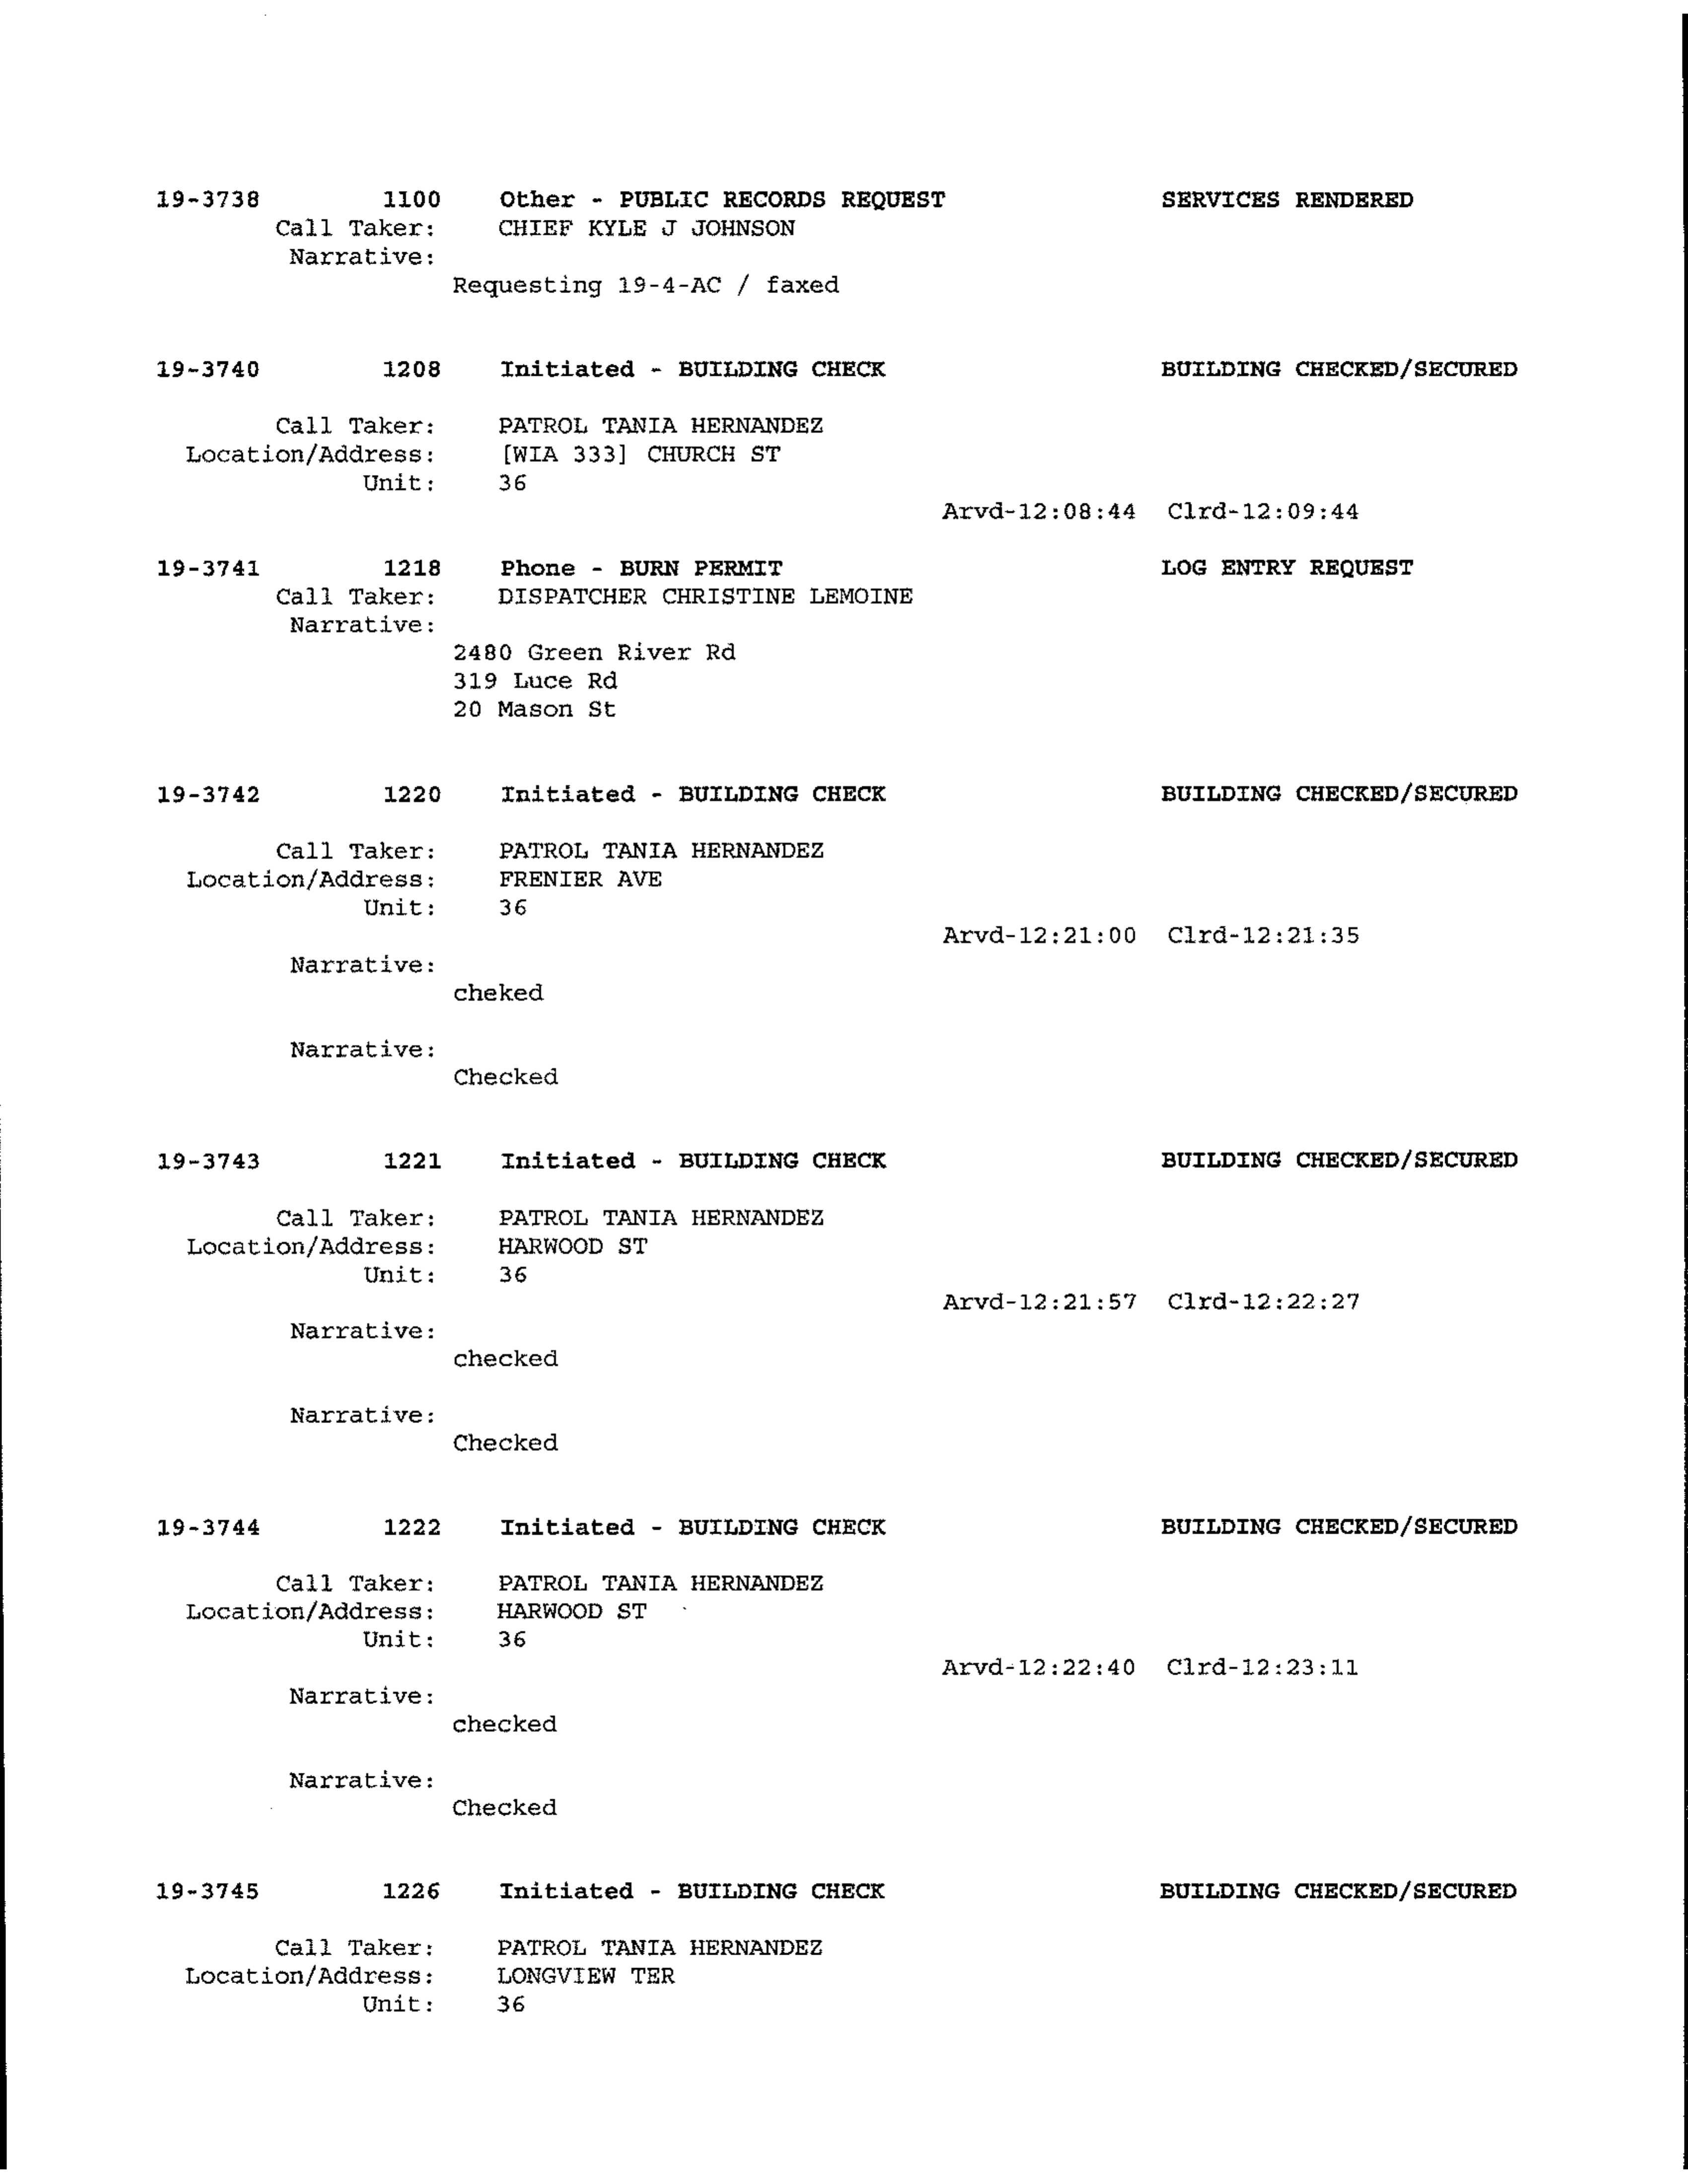 19-3738 1100 Other - PUBLIC RECORDS REQUEST SERVICES RENDERED
Call Taker: CHIEF KYLE J JOHNSON
Narrative:
Requesting 19-4-AC / faxed
19-3740 1208 Initiated - BUILDING CHECK BUILDING CHECKED/SECURED
Call Taker: PATROL TANIA HERNANDEZ
Location/Address: [WIA 333] CHURCH ST
Unit: 36
Arvd-12:08:44 Clrd-12:09:44
19-3741 1218 Phone - BURN PERMIT LOG ENTRY REQUEST
Call Taker: DISPATCHER CHRISTINE LEMOINE
Narrative:
2480 Green River Rd
319 Luce Rd
20 Mason St
19-3742 1220 Initiated - BUILDING CHECK BUILDING CHECKED/SECURED
Call Taker: PATROL TANIA HERNANDEZ
Location/Address: FRENIER AVE
Unit: 36
Arvd-12:21:00 Clrd-12:21:35
Narrative:
cheked
Narrative:
Checked
19-3743 1221 Initiated - BUILDING CHECK BUILDING CHECKED/SECURED
Call Taker: PATROL TANIA HERNANDEZ
Location/Address: HARWOOD ST
Unit: 36
Arvd-12:21:57 Clrd-12:22:27
Narrative:
checked
Narrative:
Checked
19-3744 1222 Initiated - BUILDING CHECK BUILDING CHECKED/SECURED
Call Taker: PATROL TANIA HERNANDEZ
Location/Address: HARWOOD ST
Unit: 36
Arvd-12:22:40 Clrd-12:23:11
Narrative:
checked
Narrative:
Checked
19-3745 1226 Initiated - BUILDING CHECK BUILDING CHECKED/SECURED
Call Taker: PATROL TANIA HERNANDEZ
Location/Address: LONGVIEW TER
Unit: 36